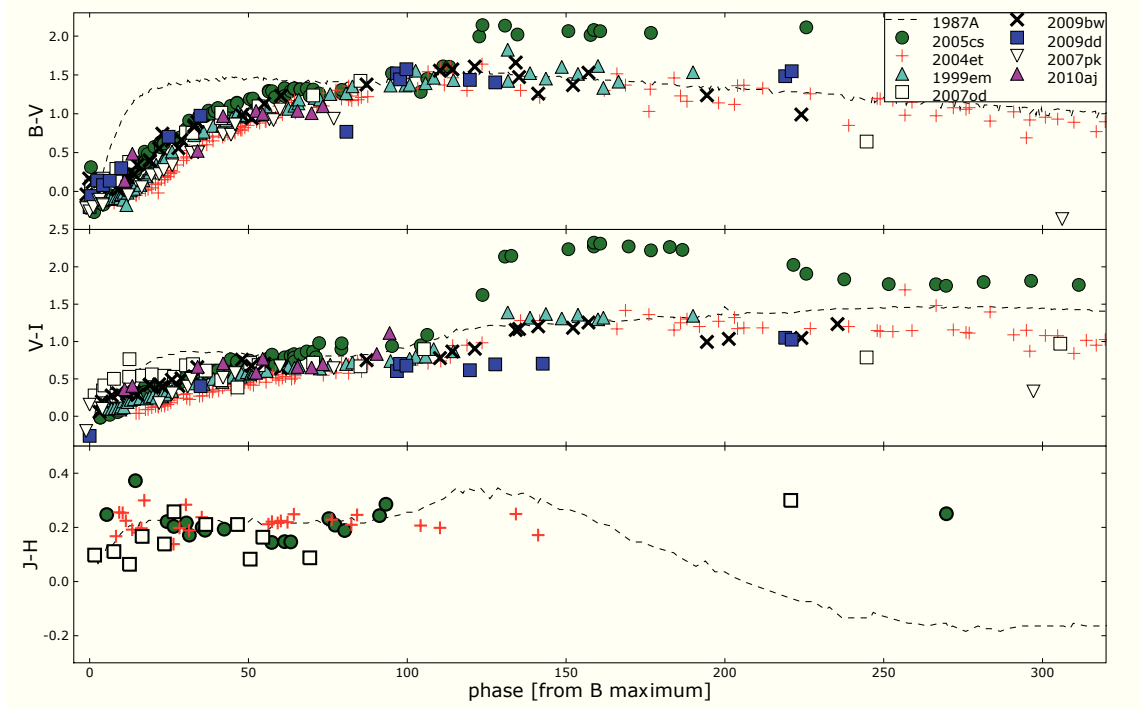 2.0
1.5
1.0
0.5
0.0
B-V
1987A
2005cs
2004et
1999em
2007od
2009bw
2009dd
2007pk
2010aj
2.5
2.0
1.5
1.0
0.5
0.0
V-I
0.4
0.2
0.0
-0.2
J-H
0 50 100 150 200 250 300
phase [from B maximum]